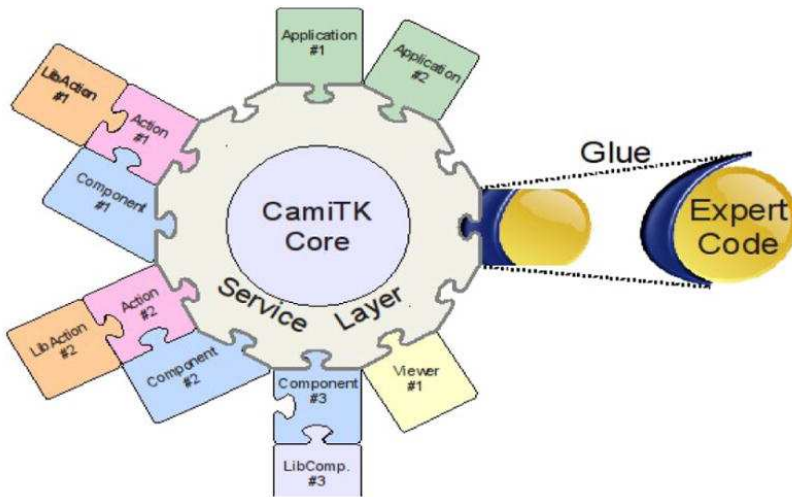 Application
#1
Application
#2
LibAction
#1
Action
#1
Component
#1
CamiTK
Core
Service Layer
Glue
Expert
Code
Action
#2
LibAction
#2
Component
#2
Component
#3
Viewer
#1
LibComp.
#3